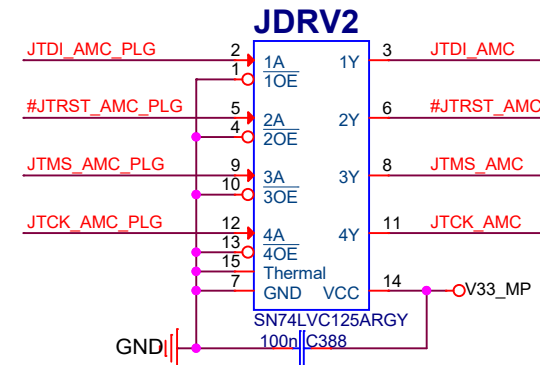 JDRV2
JTDI_AMC_PLG 2 1A 1Y 3 JTDI_AMC
1 1OE
#JTRST_AMC_PLG 5 2A 2Y 6 #JTRST_AMC
4 2OE
JTMS_AMC_PLG 9 3A 3Y 8 JTMS_AMC
10 3OE
JTCK_AMC_PLG 12 4A 4Y 11 JTCK_AMC
13 4OE
15 Thermal
7 GND VCC 14 V33_MP
SN74LVC125ARGY
GND 100n C388